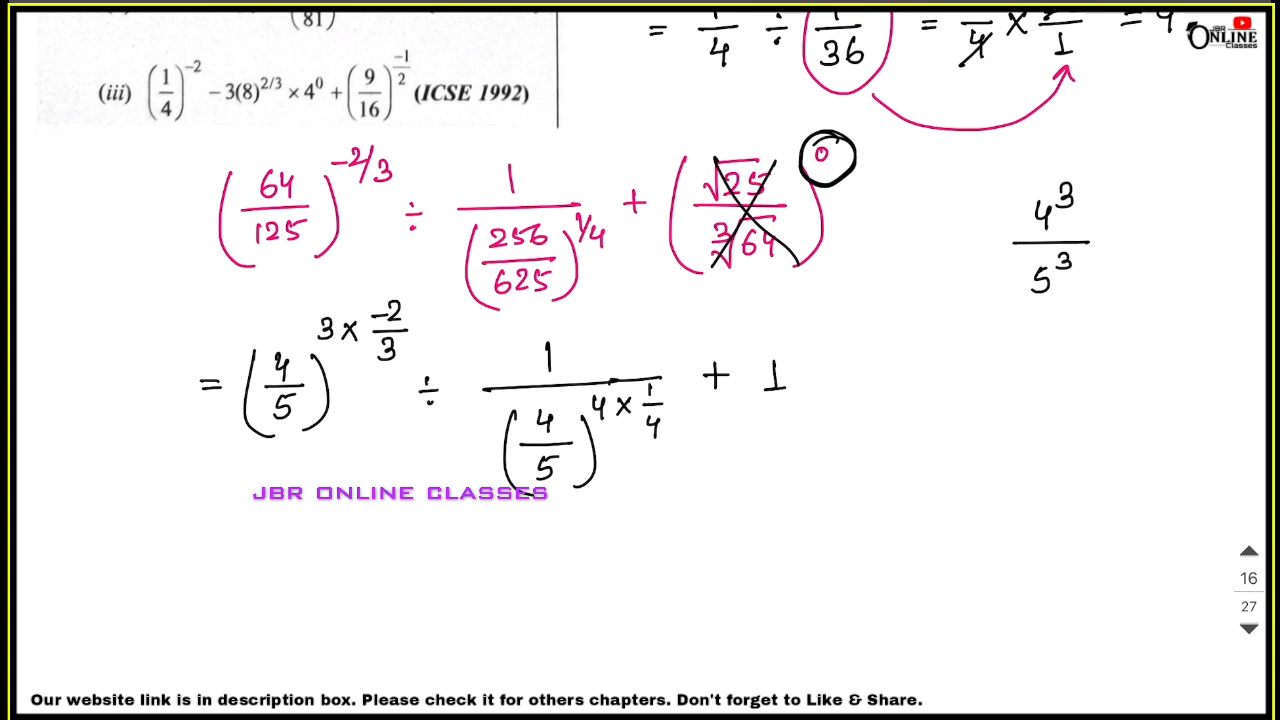 (81)
= 1/4 ÷ 1/36 = /4 × /1 = 9
JBR ONLINE Classes
(iii) (1/4)^-2 − 3(8)^2/3 × 4^0 + (9/16)^-1/2 (ICSE 1992)
(64/125)^-2/3 ÷ 1/(256/625)^1/4 + (√25/∛64)^0
4^3/5^3
= (4/5)^3 × -2/3 ÷ 1/(4/5)^4 × 1/4 + 1
JBR ONLINE CLASSES
16
27
Our website link is in description box. Please check it for others chapters. Don't forget to Like & Share.